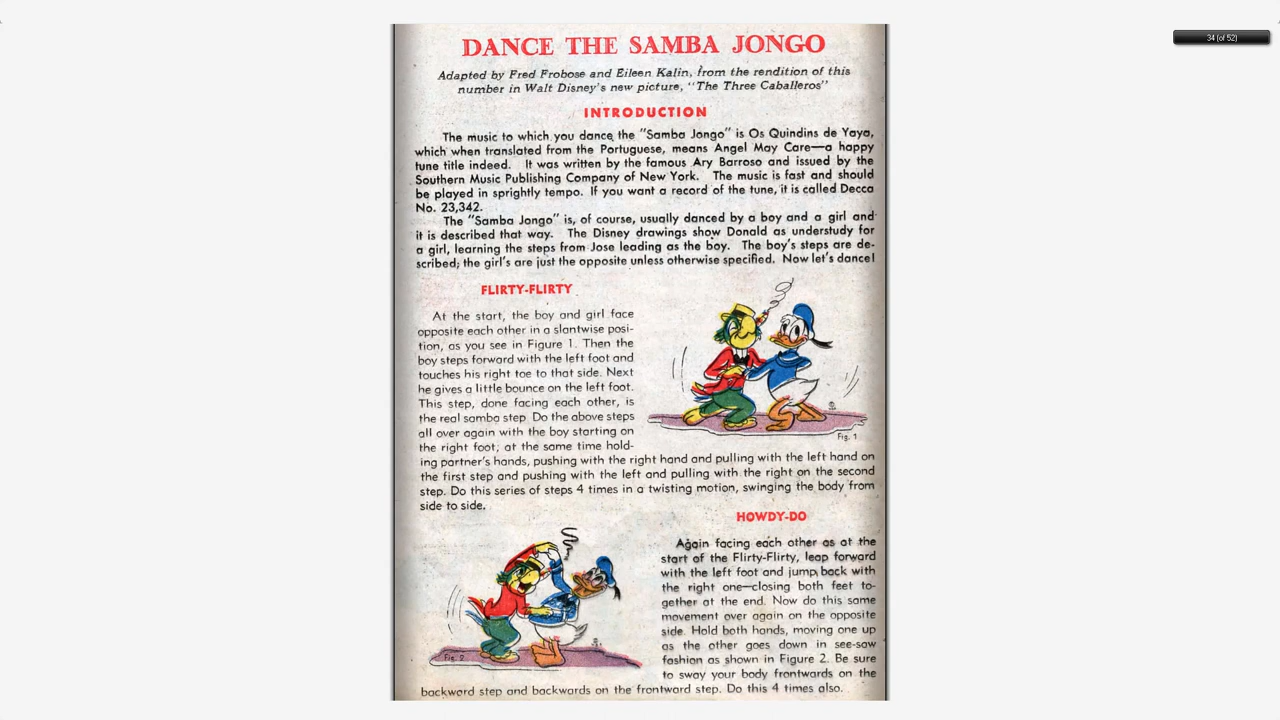 34 (of 52)
DANCE THE SAMBA JONGO
Adapted by Fred Frobose and Eileen Kalin, from the rendition of this
number in Walt Disney's new picture, "The Three Caballeros"
INTRODUCTION
The music to which you dance the "Samba Jongo" is Os Quindins de Yaya,
which when translated from the Portuguese, means Angel May Care—a happy
tune title indeed. It was written by the famous Ary Barroso and issued by the
Southern Music Publishing Company of New York. The music is fast and should
be played in sprightly tempo. If you want a record of the tune, it is called Decca
No. 23,342.
The "Samba Jongo" is, of course, usually danced by a boy and a girl and
it is described that way. The Disney drawings show Donald as understudy for
a girl, learning the steps from Jose leading as the boy. The boy's steps are de-
scribed; the girl's are just the opposite unless otherwise specified. Now let's dance!
FLIRTY-FLIRTY
At the start, the boy and girl face
opposite each other in a slantwise posi-
tion, as you see in Figure 1. Then the
boy steps forward with the left foot and
touches his right toe to that side. Next
he gives a little bounce on the left foot.
This step, done facing each other, is
the real samba step. Do the above steps
all over again with the boy starting on
the right foot; at the same time hold-
ing partner's hands, pushing with the right hand and pulling with the left hand on
the first step and pushing with the left and pulling with the right on the second
step. Do this series of steps 4 times in a twisting motion, swinging the body from
side to side.
Fig. 1
HOWDY-DO
Again facing each other as at the
start of the Flirty-Flirty, leap forward
with the left foot and jump back with
the right one—closing both feet to-
gether at the end. Now do this same
movement over again on the opposite
side. Hold both hands, moving one up
as the other goes down in see-saw
fashion as shown in Figure 2. Be sure
to sway your body frontwards on the
backword step and backwards on the frontward step. Do this 4 times also.
Fig. 2